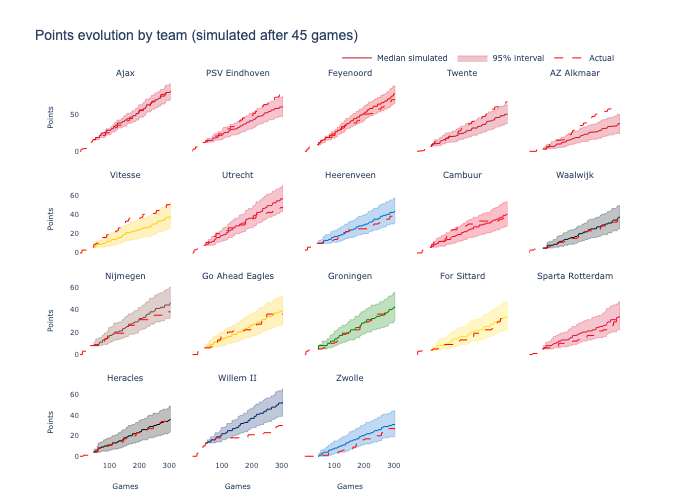 Points evolution by team (simulated after 45 games)
Median simulated 95% interval Actual
Ajax PSV Eindhoven Feyenoord Twente AZ Alkmaar
Points
50
0
Vitesse Utrecht Heerenveen Cambuur Waalwijk
Points
60
40
20
0
Nijmegen Go Ahead Eagles Groningen For Sittard Sparta Rotterdam
Points
60
40
20
0
Heracles Willem II Zwolle
Points
60
40
20
0
100 200 300 100 200 300 100 200 300
Games Games Games